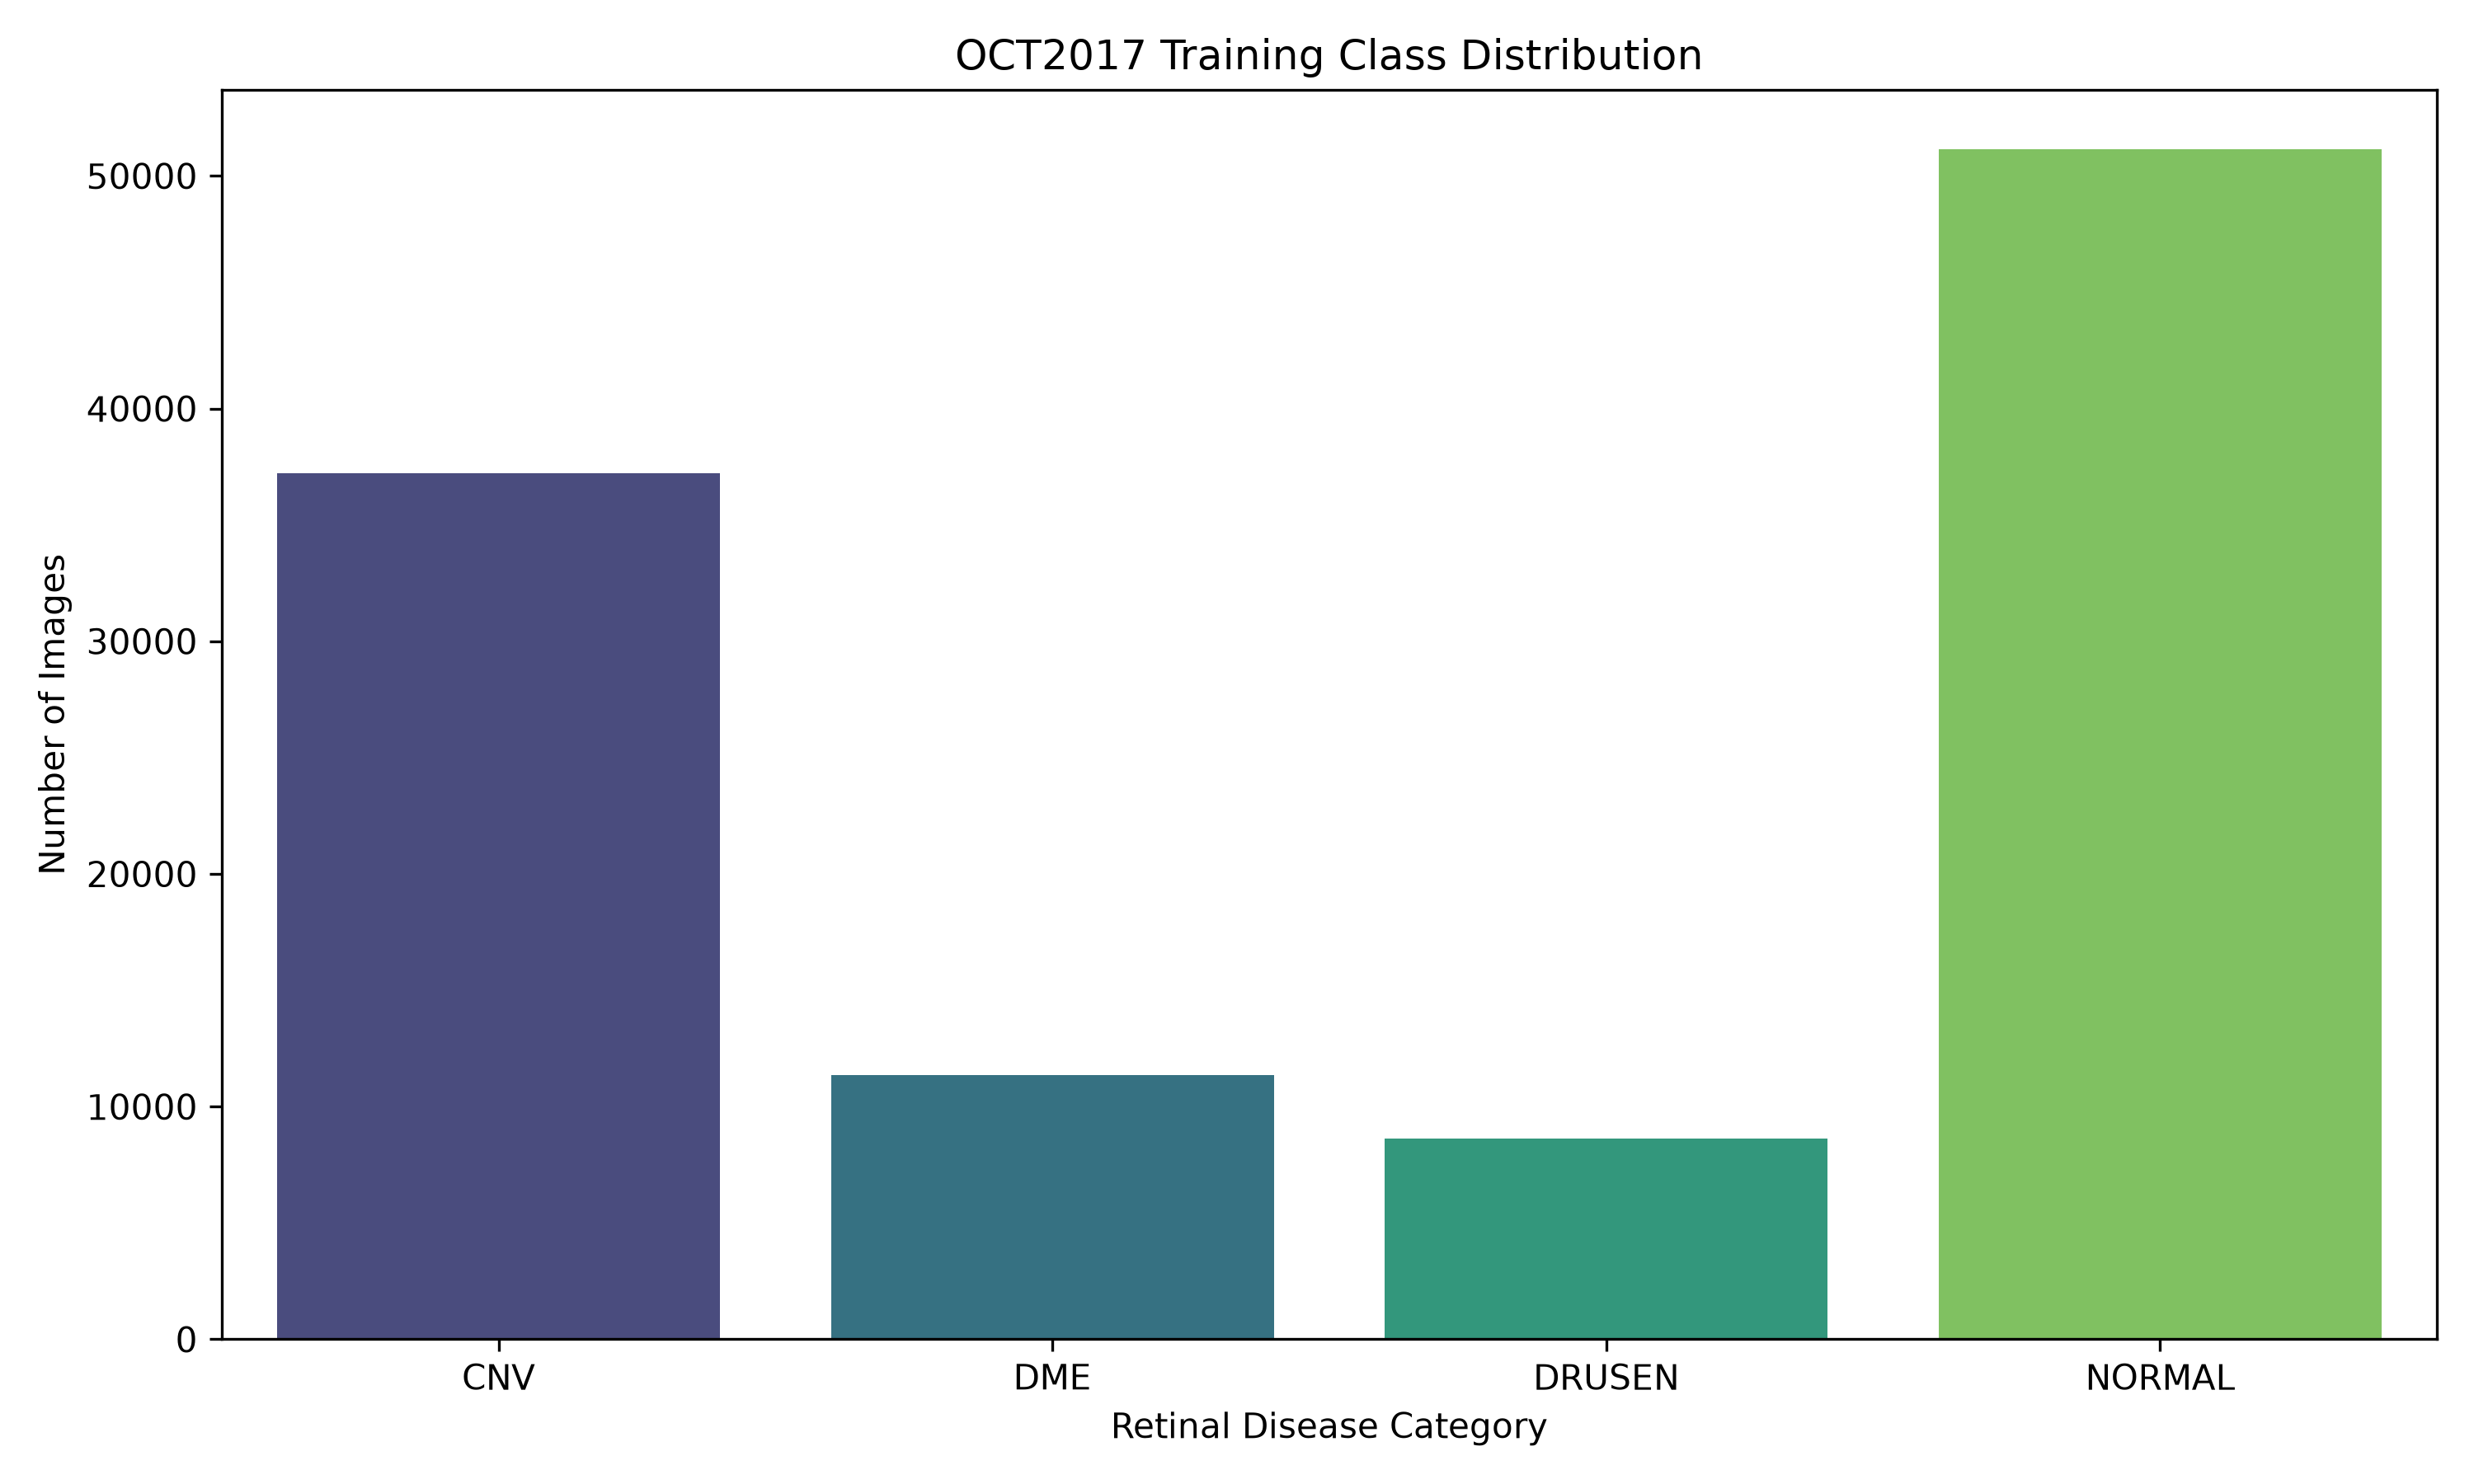 OCT2017 Training Class Distribution
Number of Images
50000
40000
30000
20000
10000
0
CNV DME DRUSEN NORMAL
Retinal Disease Category